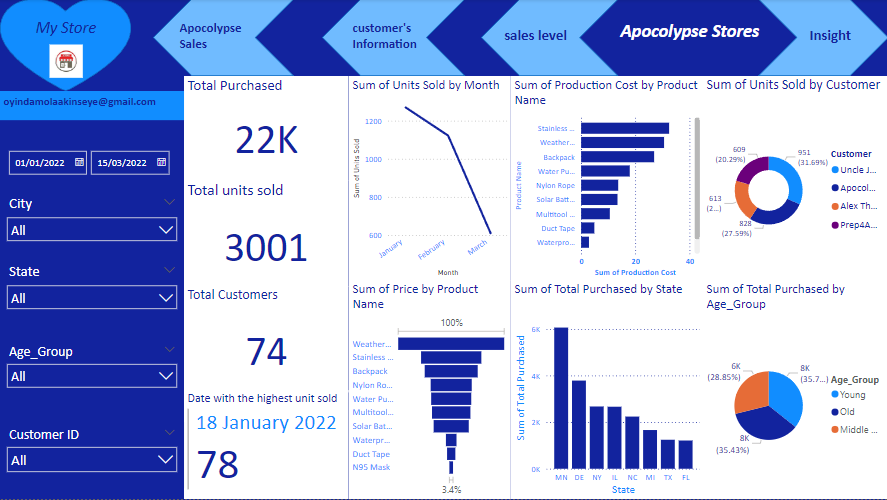 My Store
Apocolypse
Sales
customer's
Information
sales level
Apocolypse Stores
Insight
oyindamolaakinseye@gmail.com
01/01/2022
15/03/2022
City
All
State
All
Age_Group
All
Customer ID
All
Total Purchased
22K
Total units sold
3001
Total Customers
74
Date with the highest unit sold
18 January 2022
78
Sum of Units Sold by Month
Sum of Units Sold
1200
1000
800
600
January
February
March
Month
Sum of Production Cost by Product
Name
Product Name
Stainless ...
Weather...
Backpack
Water Pu...
Nylon Rope
Solar Batt...
Multitool ...
Duct Tape
Waterpro...
0
20
40
Sum of Production Cost
Sum of Units Sold by Customer
609
(20.29%)
951
(31.69%)
613
(2...)
828
(27.59%)
Customer
Uncle J...
Apocol...
Alex Th...
Prep4A...
Sum of Price by Product
Name
100%
Weather...
Stainless ...
Backpack
Nylon Ro...
Water Pu...
Multitool...
Solar Bat...
Waterpr...
Duct Tape
N95 Mask
3.4%
Sum of Total Purchased by State
Sum of Total Purchased
6K
4K
2K
0K
MN
DE
NY
IL
NC
MI
TX
FL
State
Sum of Total Purchased by
Age_Group
6K
(28.85%)
8K
(35.7...)
8K
(35.43%)
Age_Group
Young
Old
Middle ...